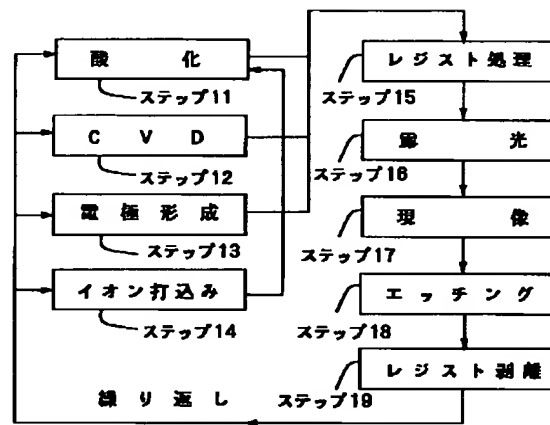 酸化
ステップ11
CVD
ステップ12
電極形成
ステップ13
イオン打込み
ステップ14
繰り返し
レジスト処理
ステップ15
露光
ステップ16
現像
ステップ17
エッチング
ステップ18
レジスト剥離
ステップ19